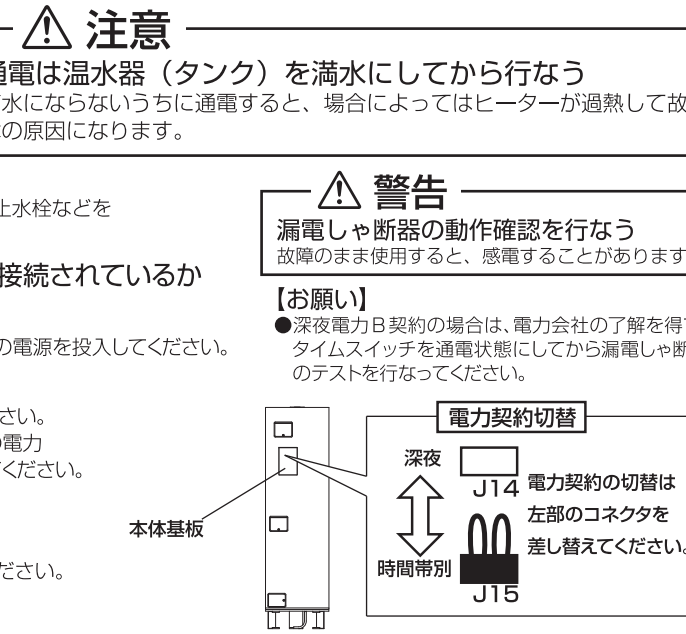 注意
通電は温水器（タンク）を満水にしてから行なう
水にならないうちに通電すると、場合によってはヒーターが過熱して故
の原因になります。
止水栓などを
接続されているか
の電源を投入してください。
さい。
電力
ください。
ださい。
警告
漏電しゃ断器の動作確認を行なう
故障のまま使用すると、感電することがあります
【お願い】
●深夜電力B契約の場合は、電力会社の了解を得て
タイムスイッチを通電状態にしてから漏電しゃ断
のテストを行なってください。
本体基板
電力契約切替
深夜
J14
時間帯別
J15
電力契約の切替は
左部のコネクタを
差し替えてください。